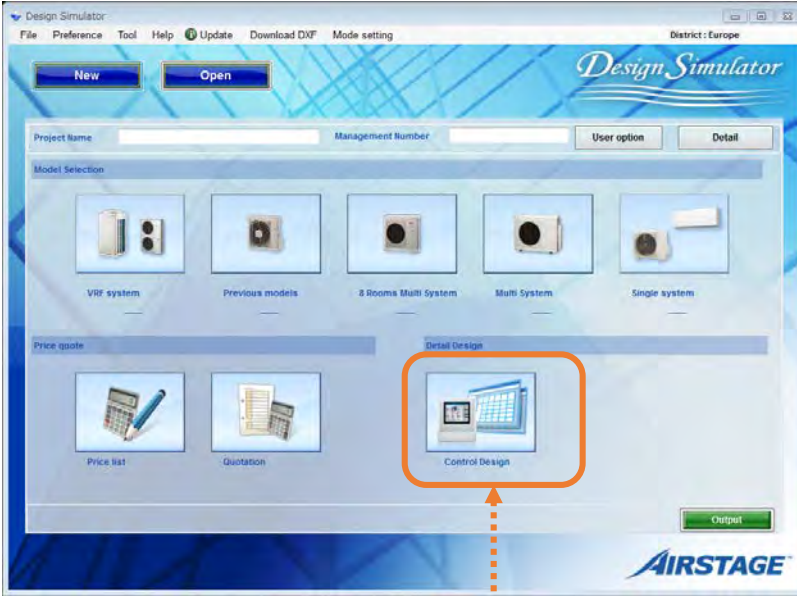 Design Simulator
File Preference Tool Help Update Download DXF Mode setting District : Europe
New Open Design Simulator
Project Name Management Number User option Detail
Model Selection
VRF system Previous models 8 Rooms Multi System Multi System Single system
Price quote Detail Design
Price list Quotation Control Design
Output
AIRSTAGE